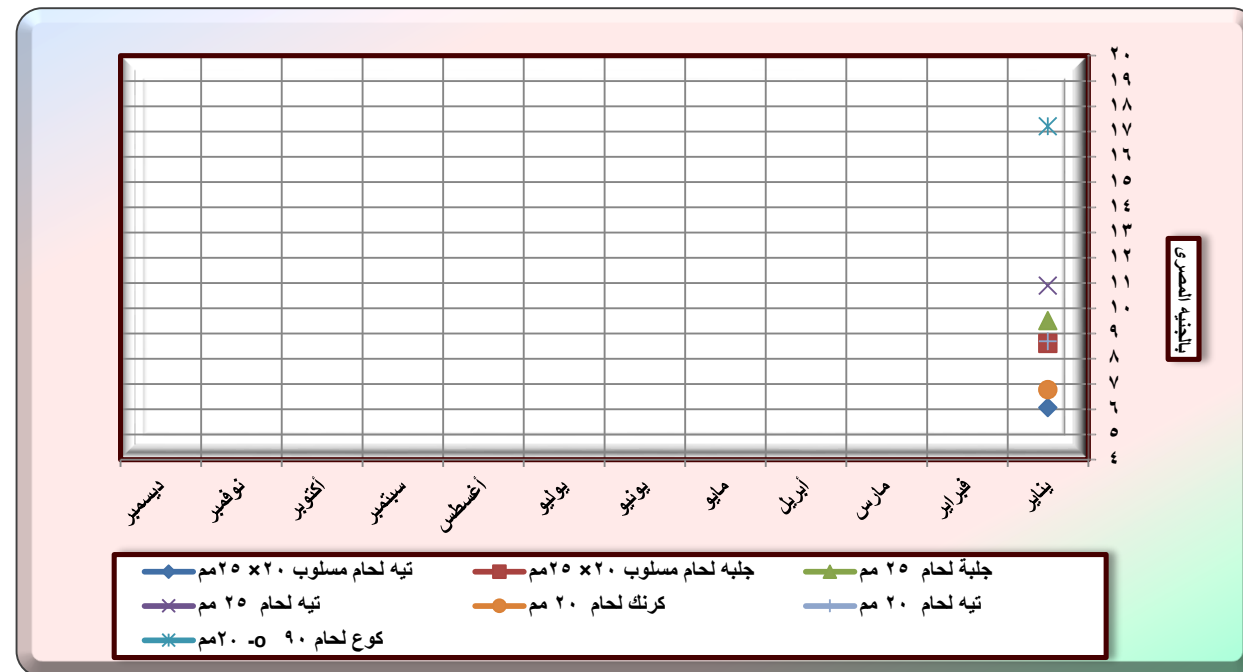 ٢٠
١٩
١٨
١٧
١٦
١٥
١٤
١٣
١٢
١١
١٠
٩
٨
٧
٦
٥
٤
بالجنيه المصرى
يناير
فبراير
مارس
أبريل
مايو
يونيو
يوليو
أغسطس
سبتمبر
أكتوبر
نوفمبر
ديسمبر
جلبة لحام ٢٥ مم
جلبه لحام مسلوب ٢٠× ٢٥مم
تيه لحام مسلوب ٢٠× ٢٥مم
تيه لحام ٢٠ مم
كرنك لحام ٢٠ مم
تيه لحام ٢٥ مم
كوع لحام ٩٠ o- ٢٠مم